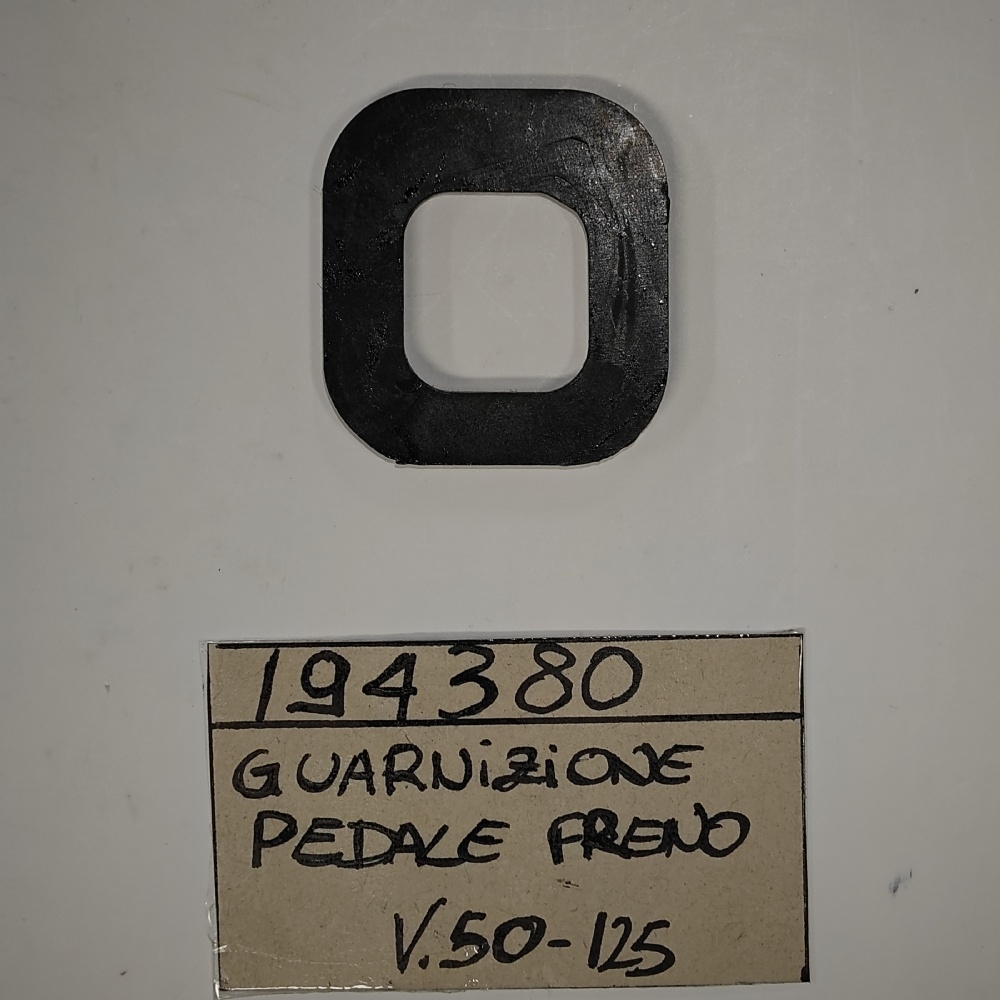 194380
GUARNiZiONE
PEDALE FRENO
V.50-125